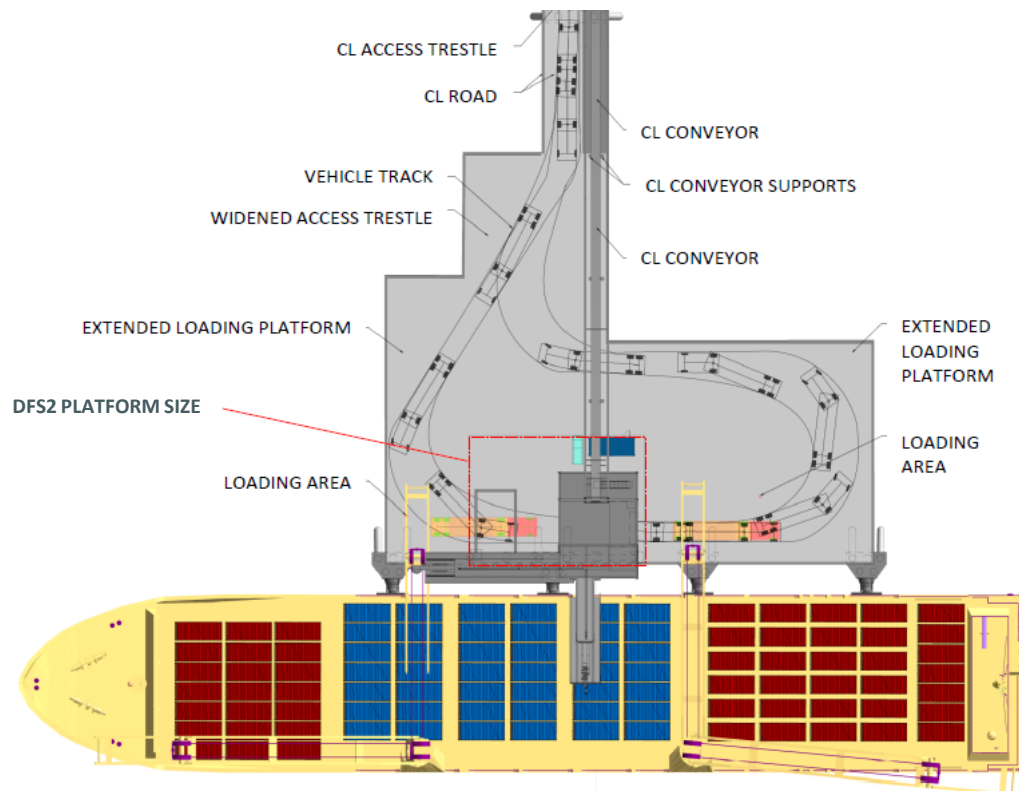 CL ACCESS TRESTLE
CL ROAD
CL CONVEYOR
VEHICLE TRACK
CL CONVEYOR SUPPORTS
WIDENED ACCESS TRESTLE
CL CONVEYOR
EXTENDED LOADING PLATFORM
EXTENDED
LOADING
PLATFORM
DFS2 PLATFORM SIZE
LOADING
AREA
LOADING AREA